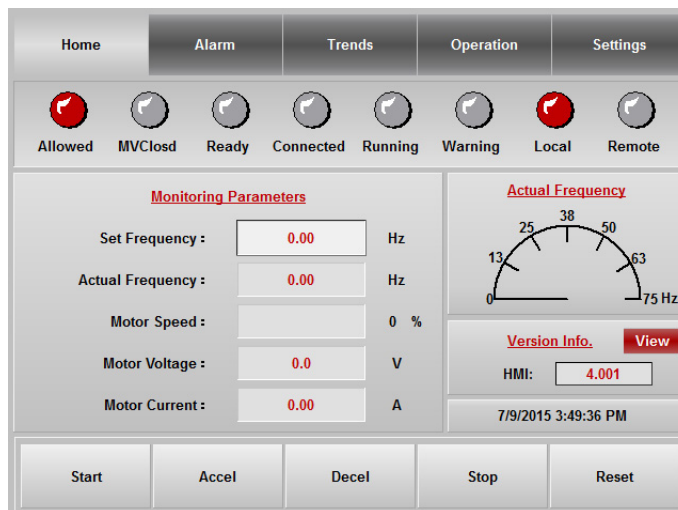 Home Alarm Trends Operation Settings
Allowed MVClosd Ready Connected Running Warning Local Remote
Monitoring Parameters
Set Frequency : 0.00 Hz
Actual Frequency : 0.00 Hz
Motor Speed : 0 %
Motor Voltage : 0.0 V
Motor Current : 0.00 A
Actual Frequency
0 13 25 38 50 63 75 Hz
Version Info. View
HMI: 4.001
7/9/2015 3:49:36 PM
Start Accel Decel Stop Reset